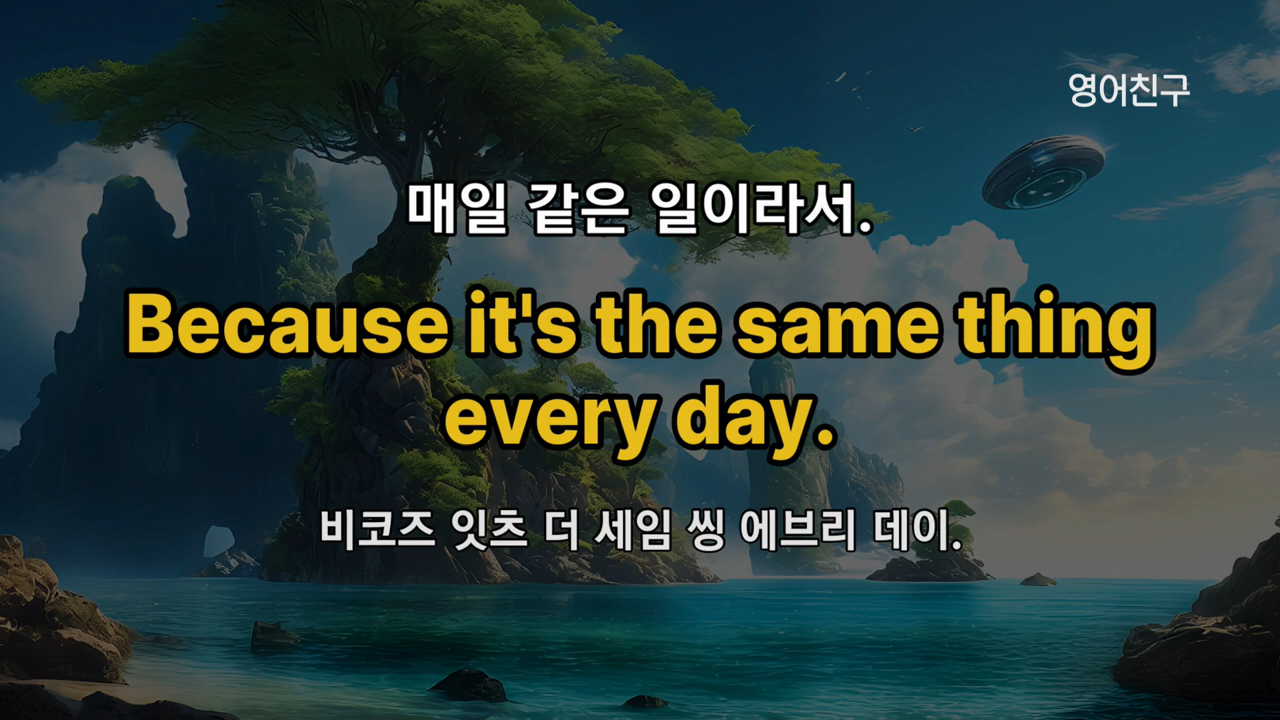 영어친구
매일 같은 일이라서.
Because it's the same thing
every day.
비코즈 잇츠 더 세임 씽 에브리 데이.